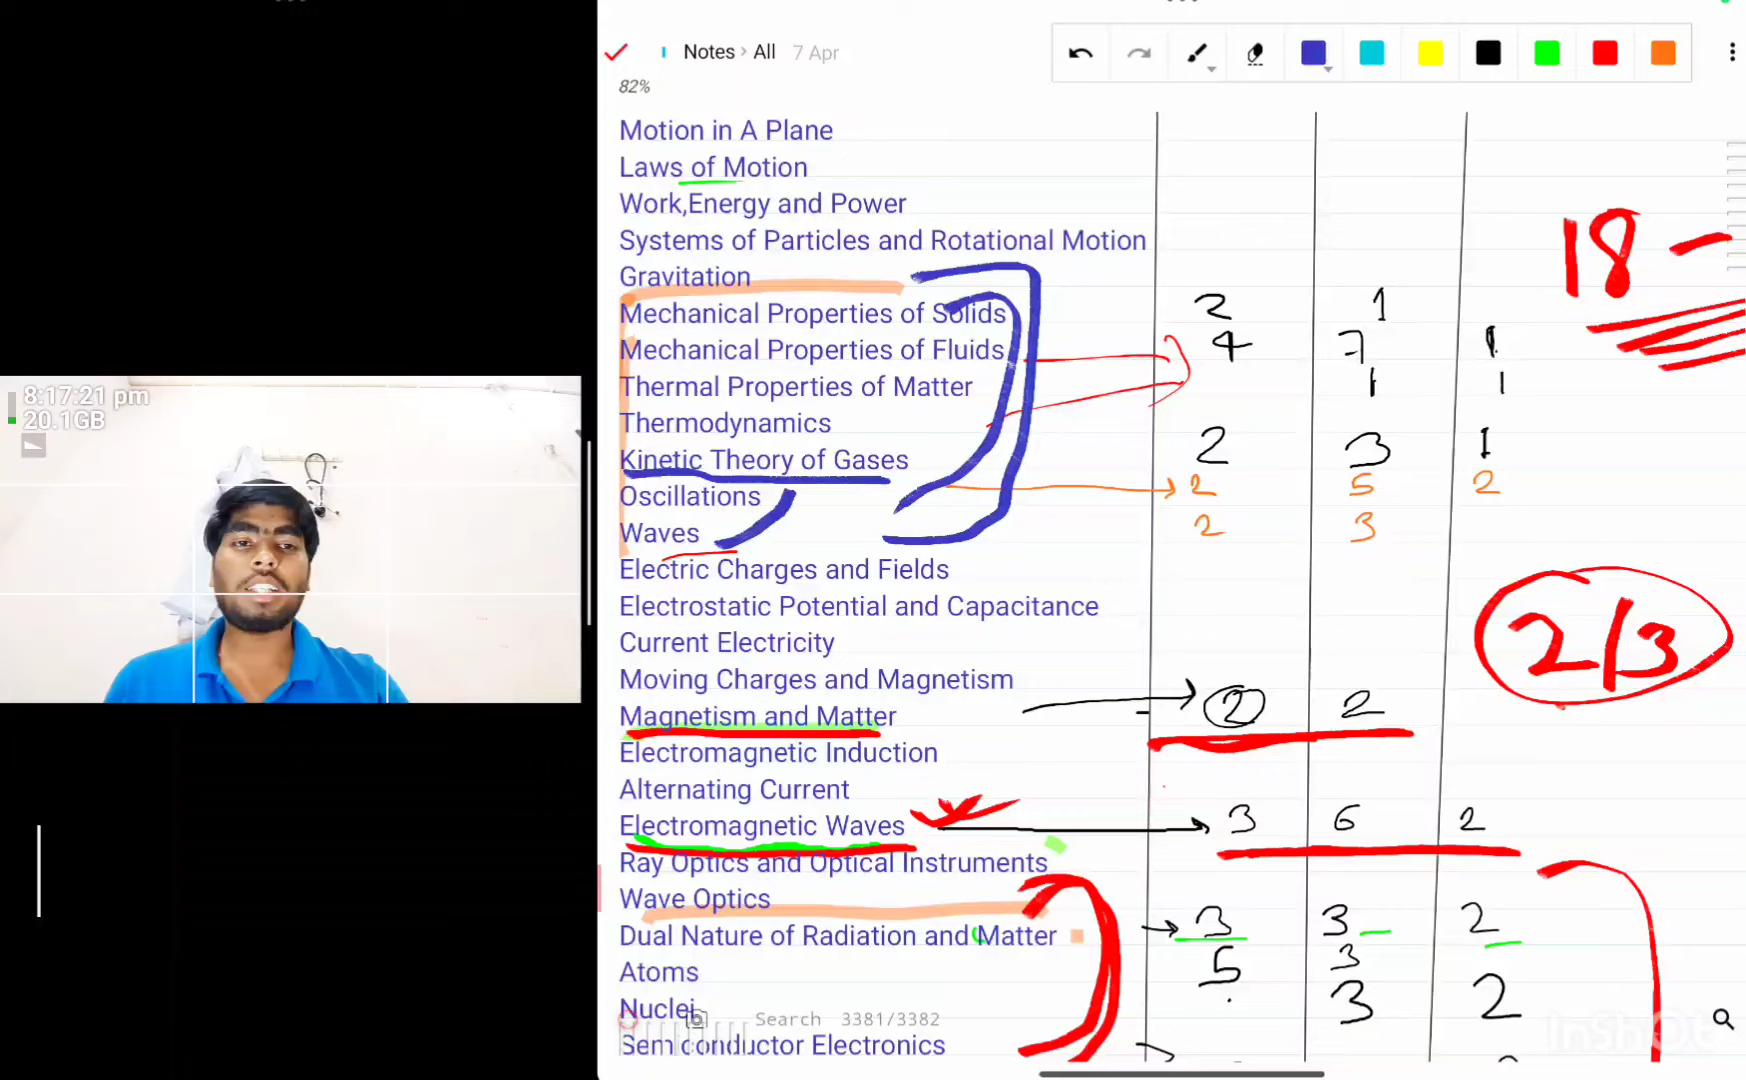 Notes > All 7 Apr
82%
Motion in A Plane
Laws of Motion
Work,Energy and Power
Systems of Particles and Rotational Motion
Gravitation
18 -
Mechanical Properties of Solids 2 1
Mechanical Properties of Fluids 4 7 1
Thermal Properties of Matter 1 1
8:17:21 pm
20.1GB
Thermodynamics
Kinetic Theory of Gases 2 3 1
Oscillations 2 5 2
Waves 2 3
Electric Charges and Fields
Electrostatic Potential and Capacitance
2/3
Current Electricity
Moving Charges and Magnetism
Magnetism and Matter 2 2
Electromagnetic Induction
Alternating Current
Electromagnetic Waves 3 6 2
Ray Optics and Optical Instruments
Wave Optics
Dual Nature of Radiation and Matter 3 3 2
Atoms 5 3
Nuclei 3 2
Search 3381/3382
InShOt
Semiconductor Electronics